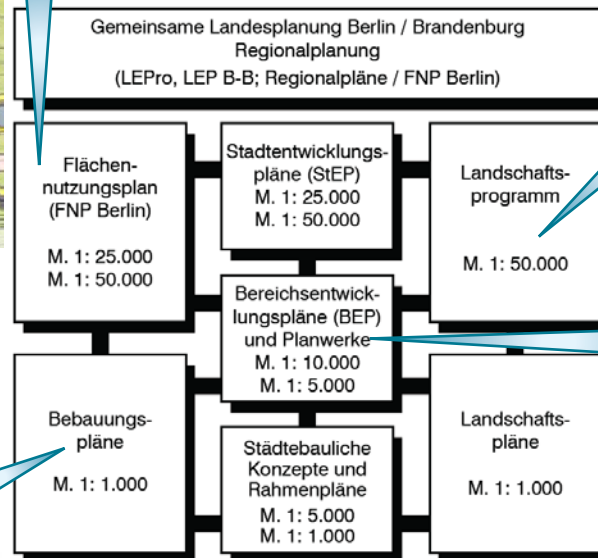 Gemeinsame Landesplanung Berlin / Brandenburg
Regionalplanung
(LEPro, LEP B-B; Regionalpläne / FNP Berlin)
Flächen-
nutzungsplan
(FNP Berlin)
M. 1: 25.000
M. 1: 50.000
Stadtentwicklungs-
pläne (StEP)
M. 1: 25.000
M. 1: 50.000
Landschafts-
programm
M. 1: 50.000
Bereichsentwick-
lungspläne (BEP)
und Planwerke
M. 1: 10.000
M. 1: 5.000
Bebauungs-
pläne
M. 1: 1.000
Städtebauliche
Konzepte und
Rahmenpläne
M. 1: 5.000
M. 1: 1.000
Landschafts-
pläne
M. 1: 1.000